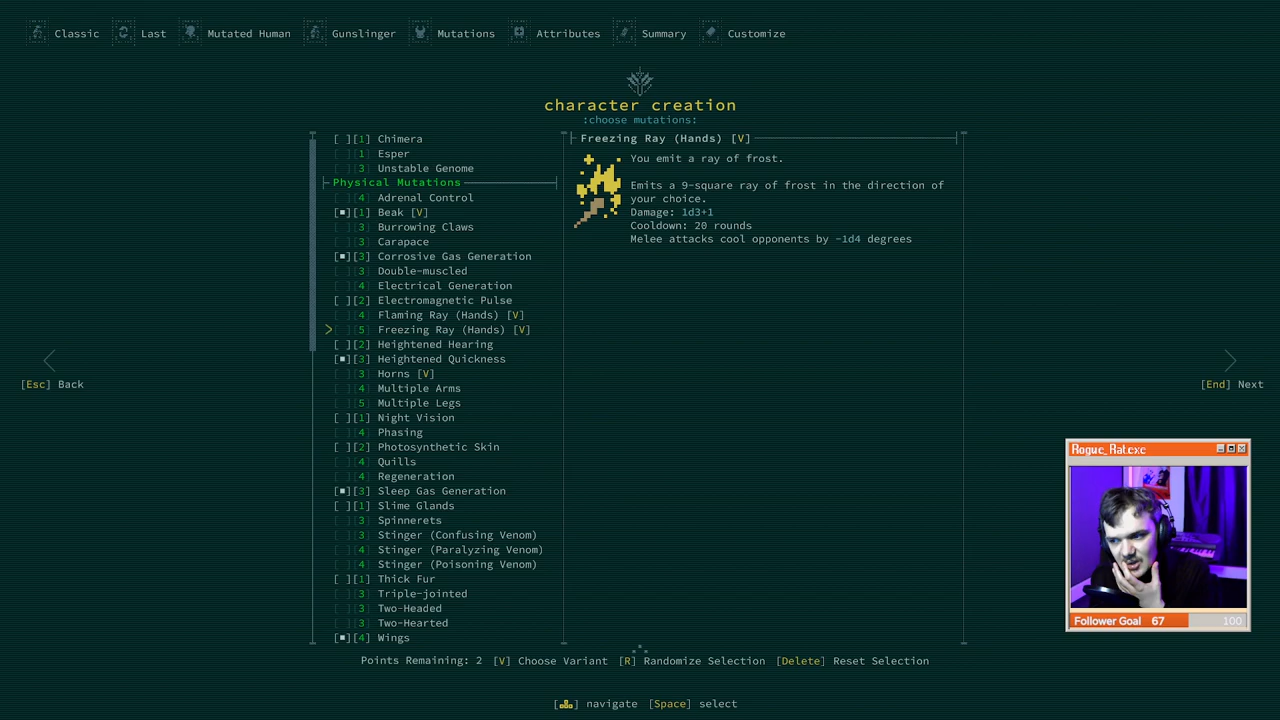 Classic Last Mutated Human Gunslinger Mutations Attributes Summary Customize
character creation
:choose mutations:
[ ][1] Chimera
[ ][1] Esper
[ ][3] Unstable Genome
Physical Mutations
[ ][4] Adrenal Control
[■][1] Beak [V]
[ ][3] Burrowing Claws
[ ][3] Carapace
[■][3] Corrosive Gas Generation
[ ][3] Double-muscled
[ ][4] Electrical Generation
[ ][2] Electromagnetic Pulse
[ ][4] Flaming Ray (Hands) [V]
>[ ][5] Freezing Ray (Hands) [V]
[ ][2] Heightened Hearing
[■][3] Heightened Quickness
[ ][3] Horns [V]
[ ][4] Multiple Arms
[ ][5] Multiple Legs
[ ][1] Night Vision
[ ][4] Phasing
[ ][2] Photosynthetic Skin
[ ][4] Quills
[ ][4] Regeneration
[■][3] Sleep Gas Generation
[ ][1] Slime Glands
[ ][3] Spinnerets
[ ][3] Stinger (Confusing Venom)
[ ][4] Stinger (Paralyzing Venom)
[ ][4] Stinger (Poisoning Venom)
[ ][1] Thick Fur
[ ][3] Triple-jointed
[ ][3] Two-Headed
[ ][3] Two-Hearted
[■][4] Wings
Freezing Ray (Hands) [V]
You emit a ray of frost.
Emits a 9-square ray of frost in the direction of
your choice.
Damage: 1d3+1
Cooldown: 20 rounds
Melee attacks cool opponents by -1d4 degrees
[Esc] Back
[End] Next
Rogue_Rat.exe
Follower Goal 67 100
Points Remaining: 2 [V] Choose Variant [R] Randomize Selection [Delete] Reset Selection
navigate [Space] select